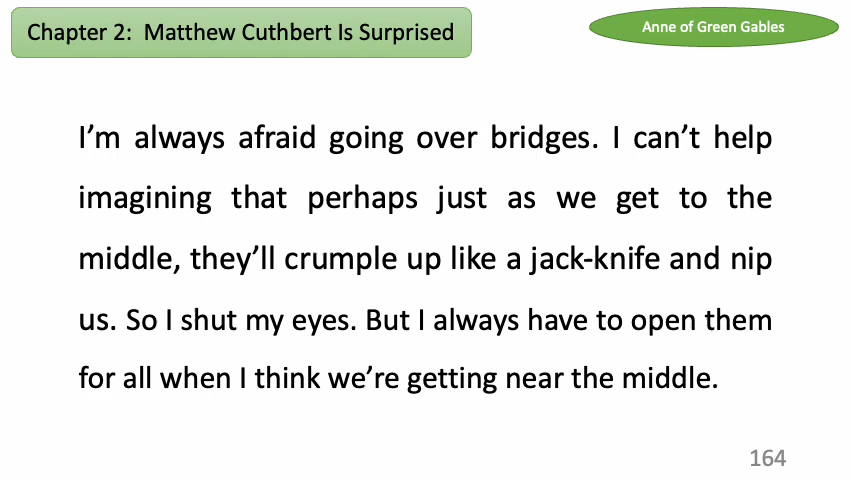 Chapter 2:  Matthew Cuthbert Is Surprised
Anne of Green Gables
I’m always afraid going over bridges. I can’t help
imagining that perhaps just as we get to the
middle, they’ll crumple up like a jack-knife and nip
us. So I shut my eyes. But I always have to open them
for all when I think we’re getting near the middle.
164